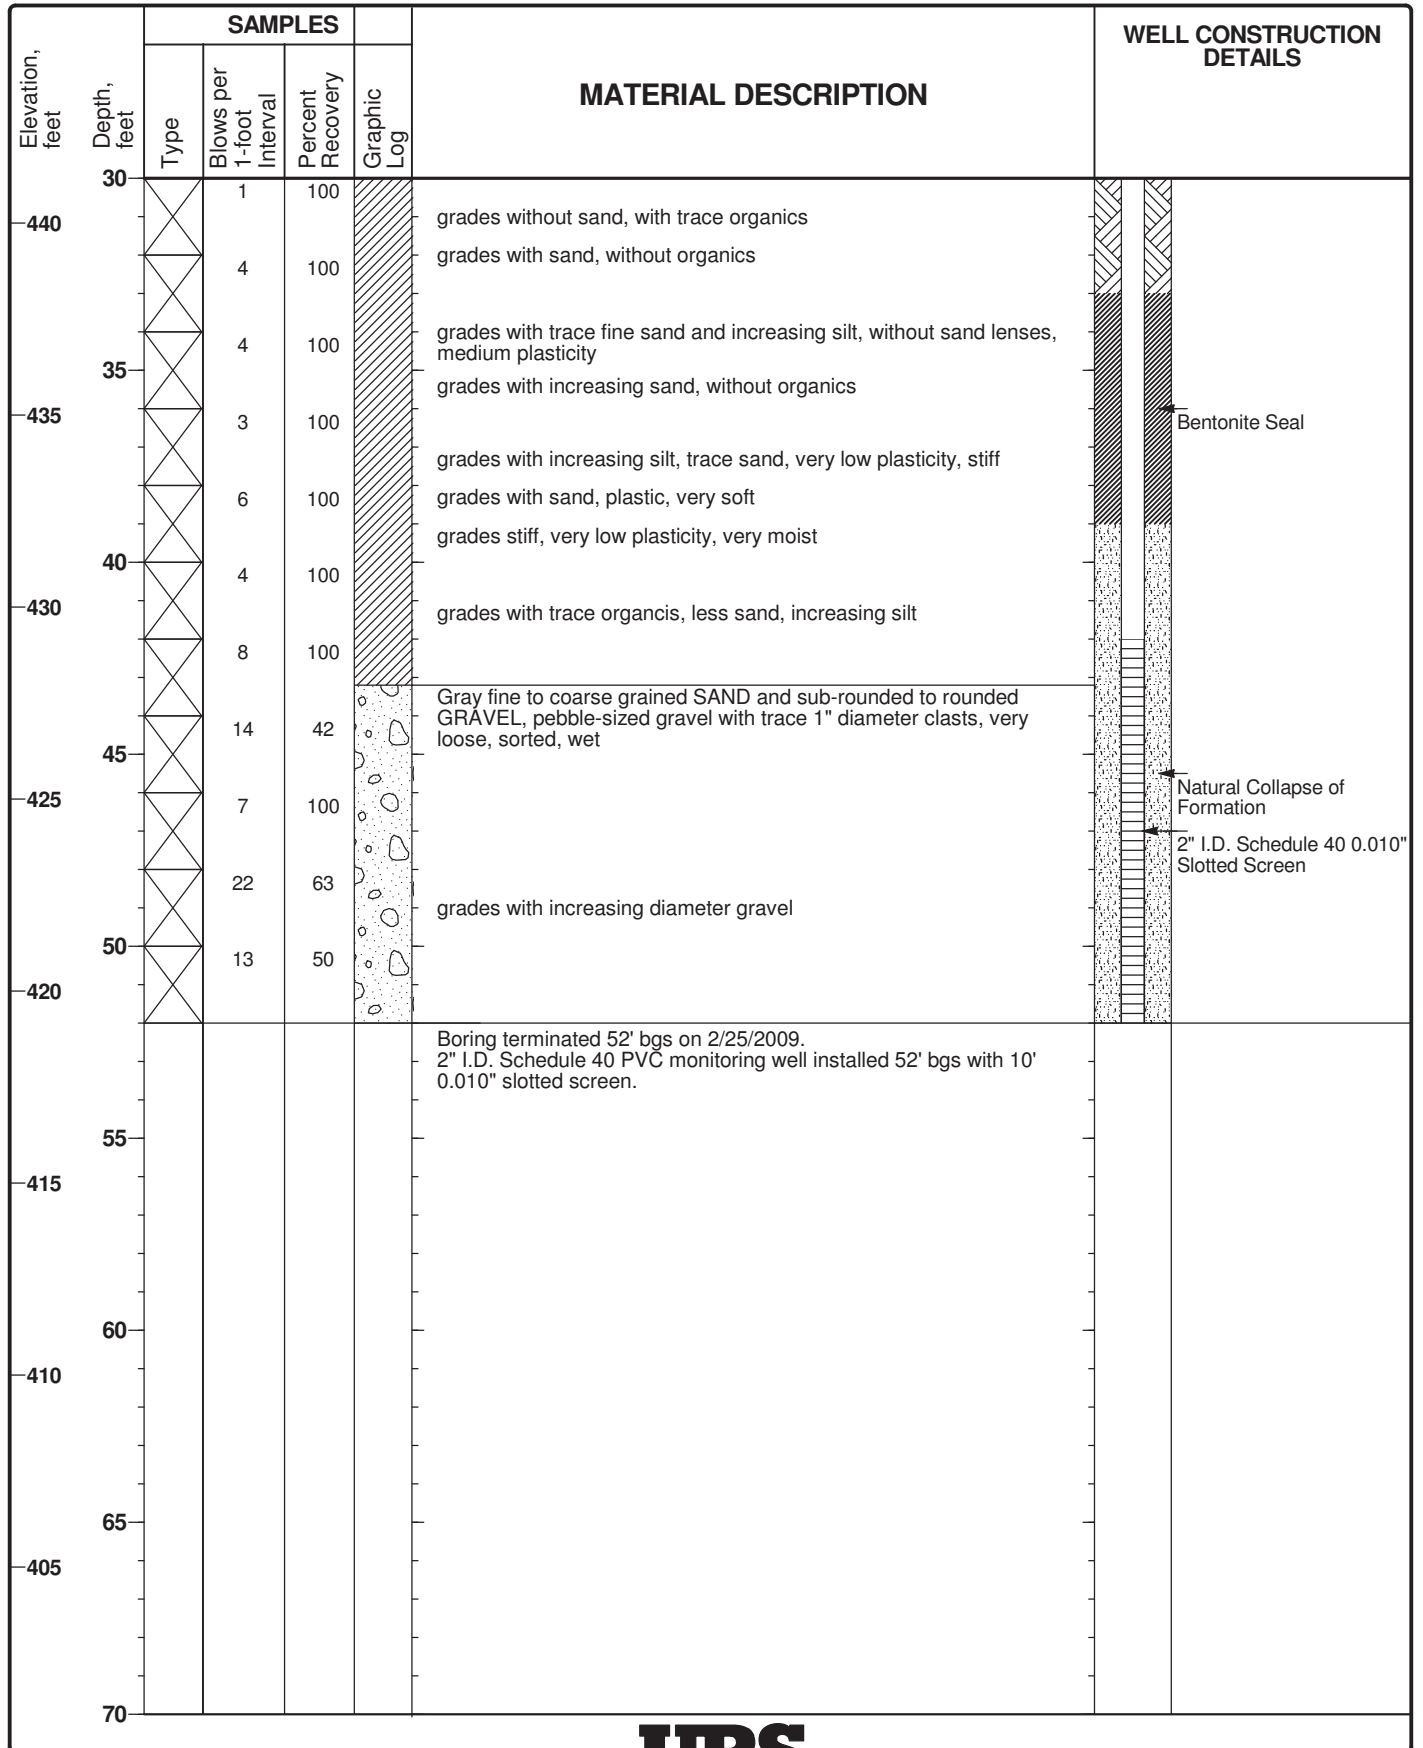 SAMPLES
WELL CONSTRUCTION
DETAILS
MATERIAL DESCRIPTION
Elevation,
feet
Depth,
feet
Type
Blows per
1-foot
Interval
Percent
Recovery
Graphic
Log
30
1 100
grades without sand, with trace organics
440
grades with sand, without organics
4 100
grades with trace fine sand and increasing silt, without sand lenses,
medium plasticity
4 100
35
grades with increasing sand, without organics
435
3 100
Bentonite Seal
grades with increasing silt, trace sand, very low plasticity, stiff
6 100
grades with sand, plastic, very soft
grades stiff, very low plasticity, very moist
40
4 100
430
grades with trace organcis, less sand, increasing silt
8 100
Gray fine to coarse grained SAND and sub-rounded to rounded
GRAVEL, pebble-sized gravel with trace 1" diameter clasts, very
loose, sorted, wet
14 42
45
Natural Collapse of
Formation
425
7 100
2" I.D. Schedule 40 0.010"
Slotted Screen
22 63
grades with increasing diameter gravel
50
13 50
420
Boring terminated 52' bgs on 2/25/2009.
2" I.D. Schedule 40 PVC monitoring well installed 52' bgs with 10'
0.010" slotted screen.
55
415
60
410
65
405
70